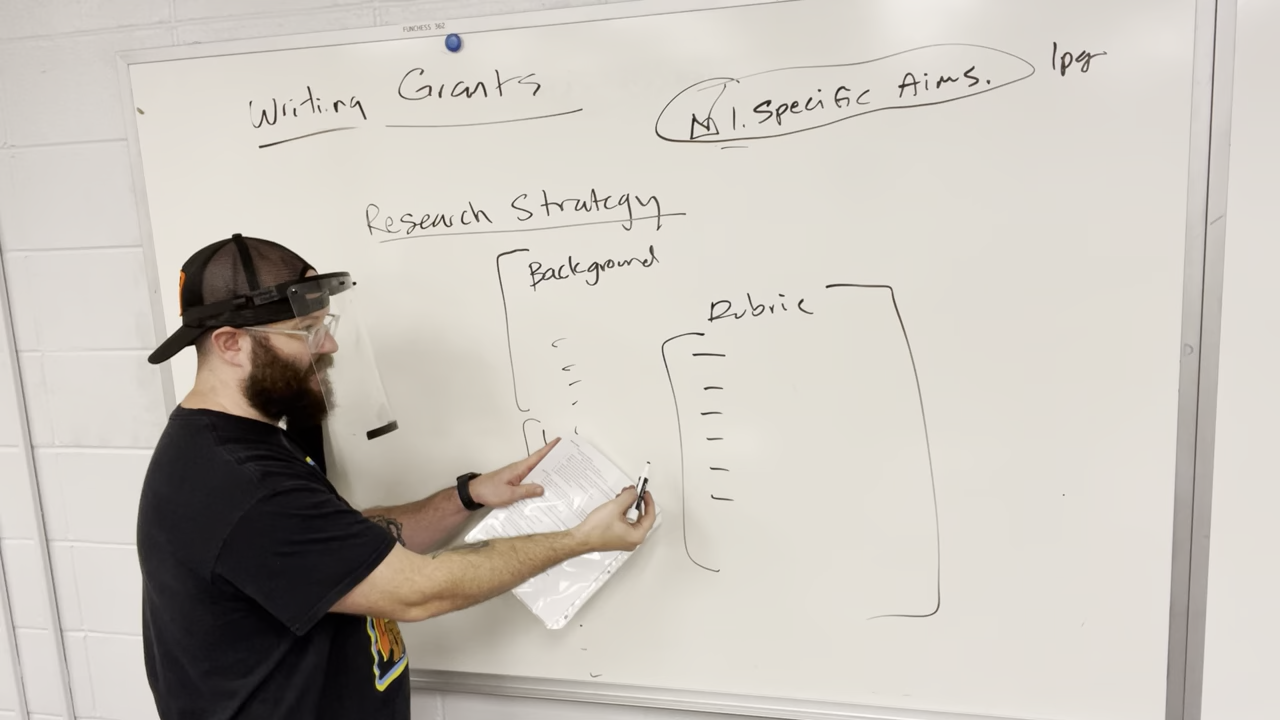 FUNCHESS 362
Writing Grants
1. Specific Aims.
1pg
Research Strategy
Background
Rubric